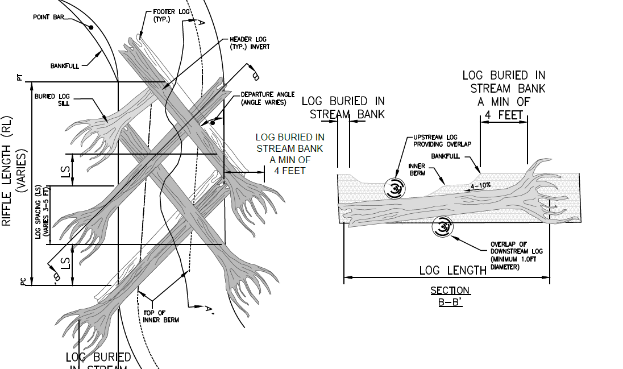 POINT BAR
BANKFULL
FOOTER LOG
(TYP.)
A
HEADER LOG
(TYP.) INVERT
B
DEPARTURE ANGLE
(ANGLE VARIES)
PT
BURIED LOG
SILL
LOG BURIED IN
STREAM BANK
A MIN OF
4 FEET
RIFFLE LENGTH (RL)
(VARIES)
LOG SPACING (LS)
(VARIES 3-5 FT)
LS
LS
PC
B'
A'
TOP OF
INNER BERM
LOG BURIED
IN STREAM
LOG BURIED IN
STREAM BANK
LOG BURIED IN
STREAM BANK
A MIN OF
4 FEET
UPSTREAM LOG
PROVIDING OVERLAP
BANKFULL
INNER
BERM
4-10%
OVERLAP OF
DOWNSTREAM LOG
(MINIMUM 1.0FT
DIAMETER)
LOG LENGTH
SECTION
B-B'